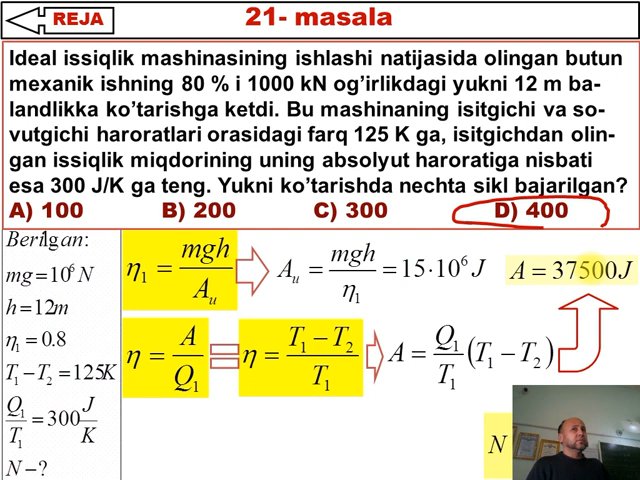 REJA
21- masala
Ideal issiqlik mashinasining ishlashi natijasida olingan butun
mexanik ishning 80 % i 1000 kN og'irlikdagi yukni 12 m ba-
landlikka ko'tarishga ketdi. Bu mashinaning isitgichi va so-
vutgichi haroratlari orasidagi farq 125 K ga, isitgichdan olin-
gan issiqlik miqdorining uning absolyut haroratiga nisbati
esa 300 J/K ga teng. Yukni ko'tarishda nechta sikl bajarilgan?
A) 100 B) 200 C) 300 D) 400
Berilgan:
mg = 10⁶ N
h = 12m
η₁ = 0.8
T₁ − T₂ = 125K
Q₁/T₁ = 300 J/K
N − ?
η₁ = mgh/Aᵤ
Aᵤ = mgh/η₁ = 15·10⁶ J
A = 37500J
η = A/Q₁
η = (T₁ − T₂)/T₁
A = Q₁/T₁ (T₁ − T₂)
N